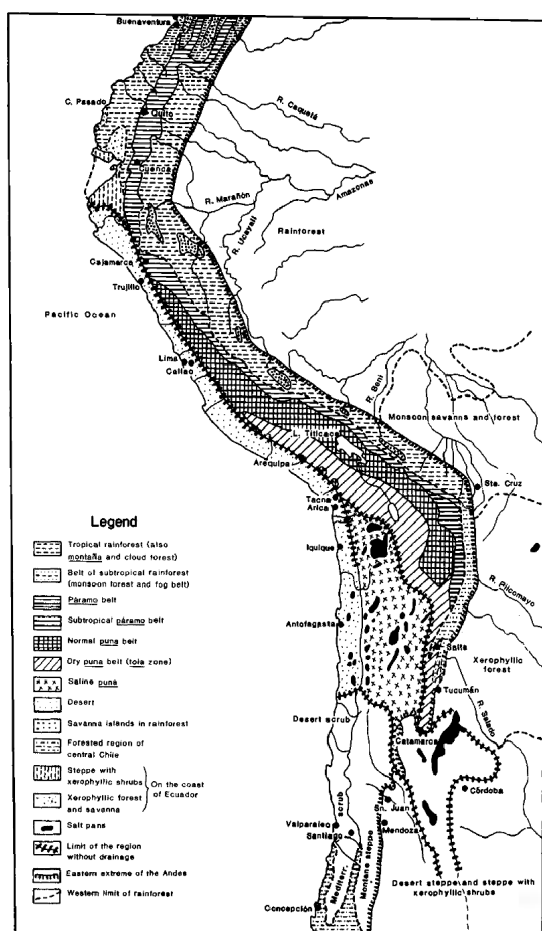 Buenaventura
C. Pasado
Quito
R. Caquetá
Cuenca
R. Marañón
Amazonas
R. Ucayali
Rainforest
Cajamarca
Trujillo
Pacific Ocean
Lima
Callao
R. Beni
Monsoon savanns and forest
L. Titicaca
Arequipa
Sta. Cruz
Tacna
Arica
Iquique
R. Pilcomayo
Antofagasta
Salta
Xerophyllic
forest
Tucumán
R. Salado
Desert scrub
Catamarca
Córdoba
Sn. Juan
scrub
Valparaíso
Santiago
Mendoza
Mediterr.
Montane steppe
Desert steppe and steppe with
xerophyllic shrubs
Concepción
Legend
Tropical rainforest (also
montaña and cloud forest)
Belt of subtropical rainforest
(monsoon forest and fog belt)
Páramo belt
Subtropical páramo belt
Normal puna belt
Dry puna belt (tola zone)
Saline puna
Desert
Savanna islands in rainforest
Forested region of
central Chile
Steppe with
xerophyllic shrubs
On the coast
of Ecuador
Xerophyllic forest
and savanna
Salt pans
Limit of the region
without drainage
Eastern extreme of the Andes
Western limit of rainforest